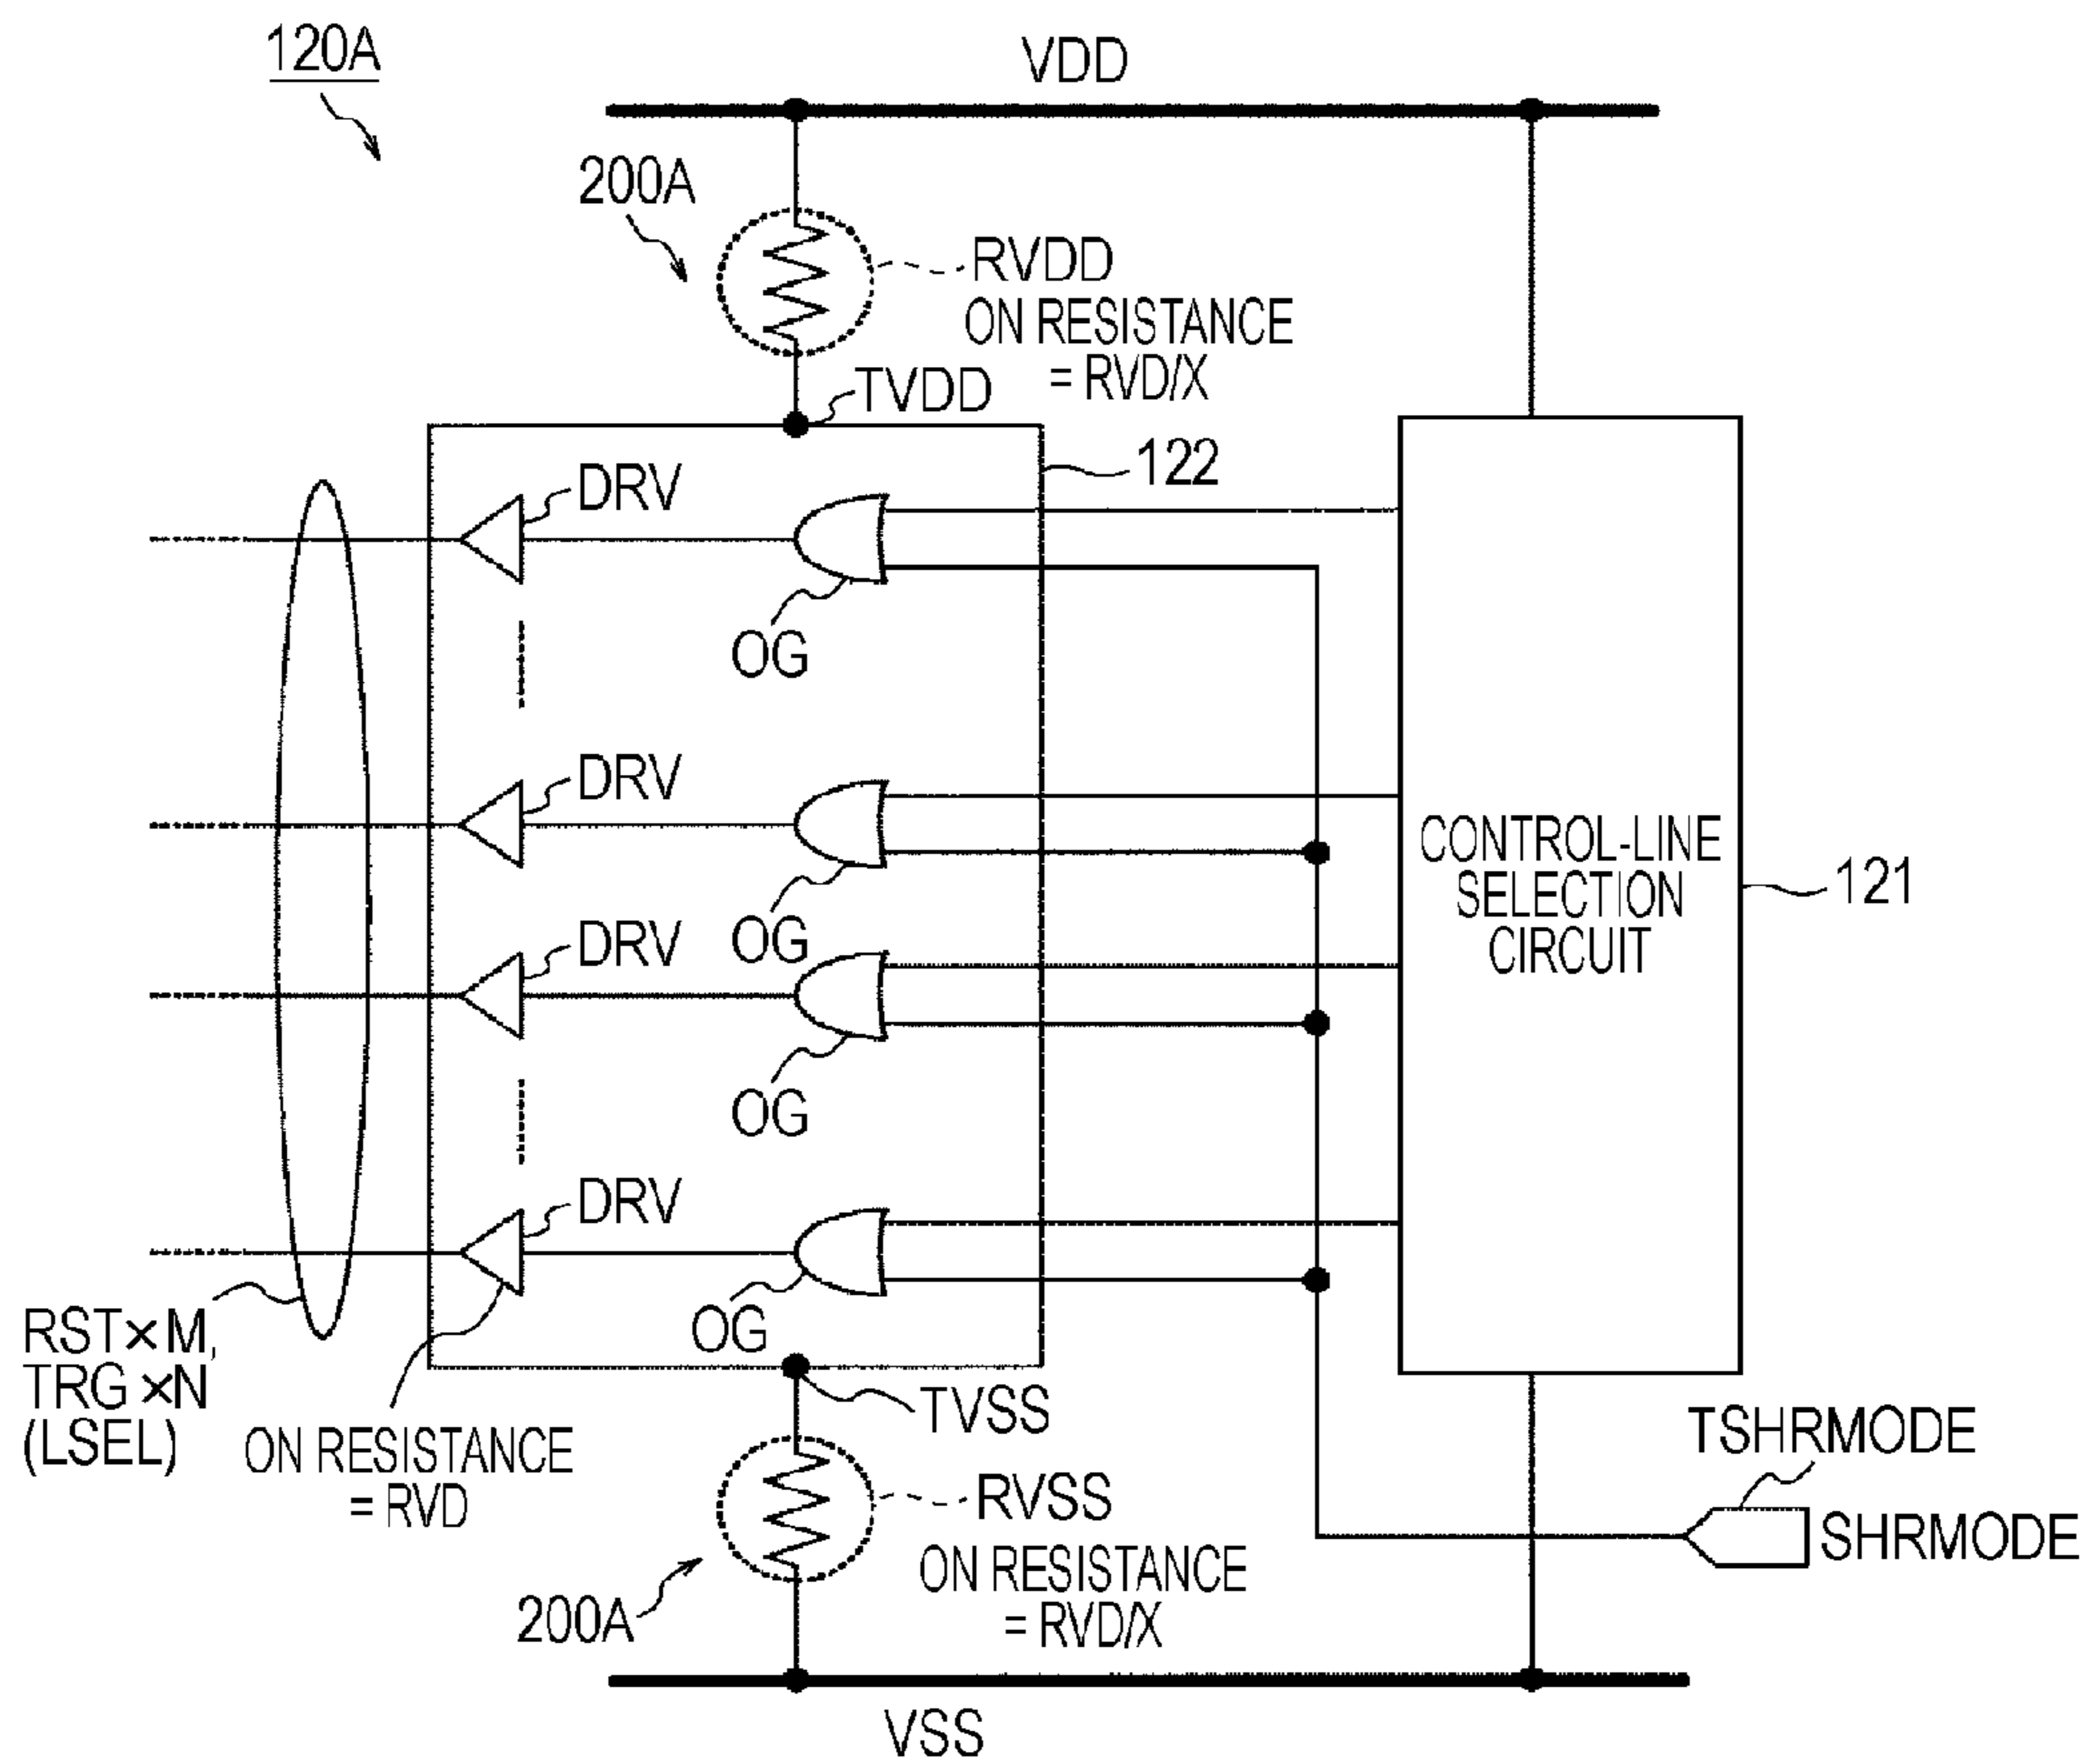 120A
VDD
200A
RVDD
ON RESISTANCE
= RVD/X
TVDD
122
DRV
OG
DRV
OG
CONTROL-LINE
SELECTION
CIRCUIT
121
DRV
OG
DRV
OG
RST×M,
TRG×N
(LSEL)
ON RESISTANCE
= RVD
TVSS
TSHRMODE
SHRMODE
RVSS
ON RESISTANCE
= RVD/X
200A
VSS